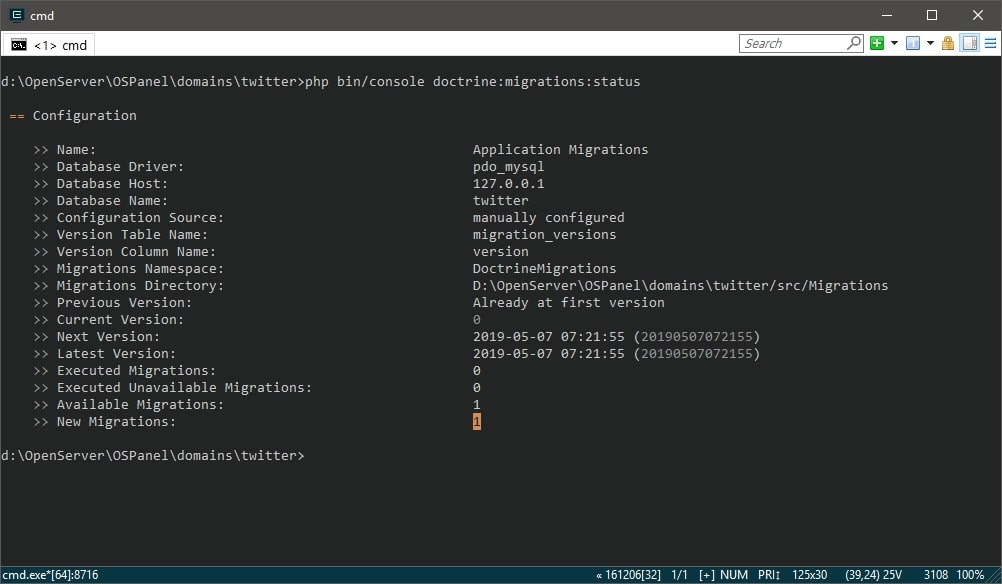 cmd
<1> cmd
Search
d:\OpenServer\OSPanel\domains\twitter>php bin/console doctrine:migrations:status
== Configuration
>> Name: Application Migrations
>> Database Driver: pdo_mysql
>> Database Host: 127.0.0.1
>> Database Name: twitter
>> Configuration Source: manually configured
>> Version Table Name: migration_versions
>> Version Column Name: version
>> Migrations Namespace: DoctrineMigrations
>> Migrations Directory: D:\OpenServer\OSPanel\domains\twitter/src/Migrations
>> Previous Version: Already at first version
>> Current Version: 0
>> Next Version: 2019-05-07 07:21:55 (20190507072155)
>> Latest Version: 2019-05-07 07:21:55 (20190507072155)
>> Executed Migrations: 0
>> Executed Unavailable Migrations: 0
>> Available Migrations: 1
>> New Migrations: 1
d:\OpenServer\OSPanel\domains\twitter>
cmd.exe*[64]:8716 « 161206[32] 1/1 [+] NUM PRI↕ 125x30 (39,24) 25V 3108 100%